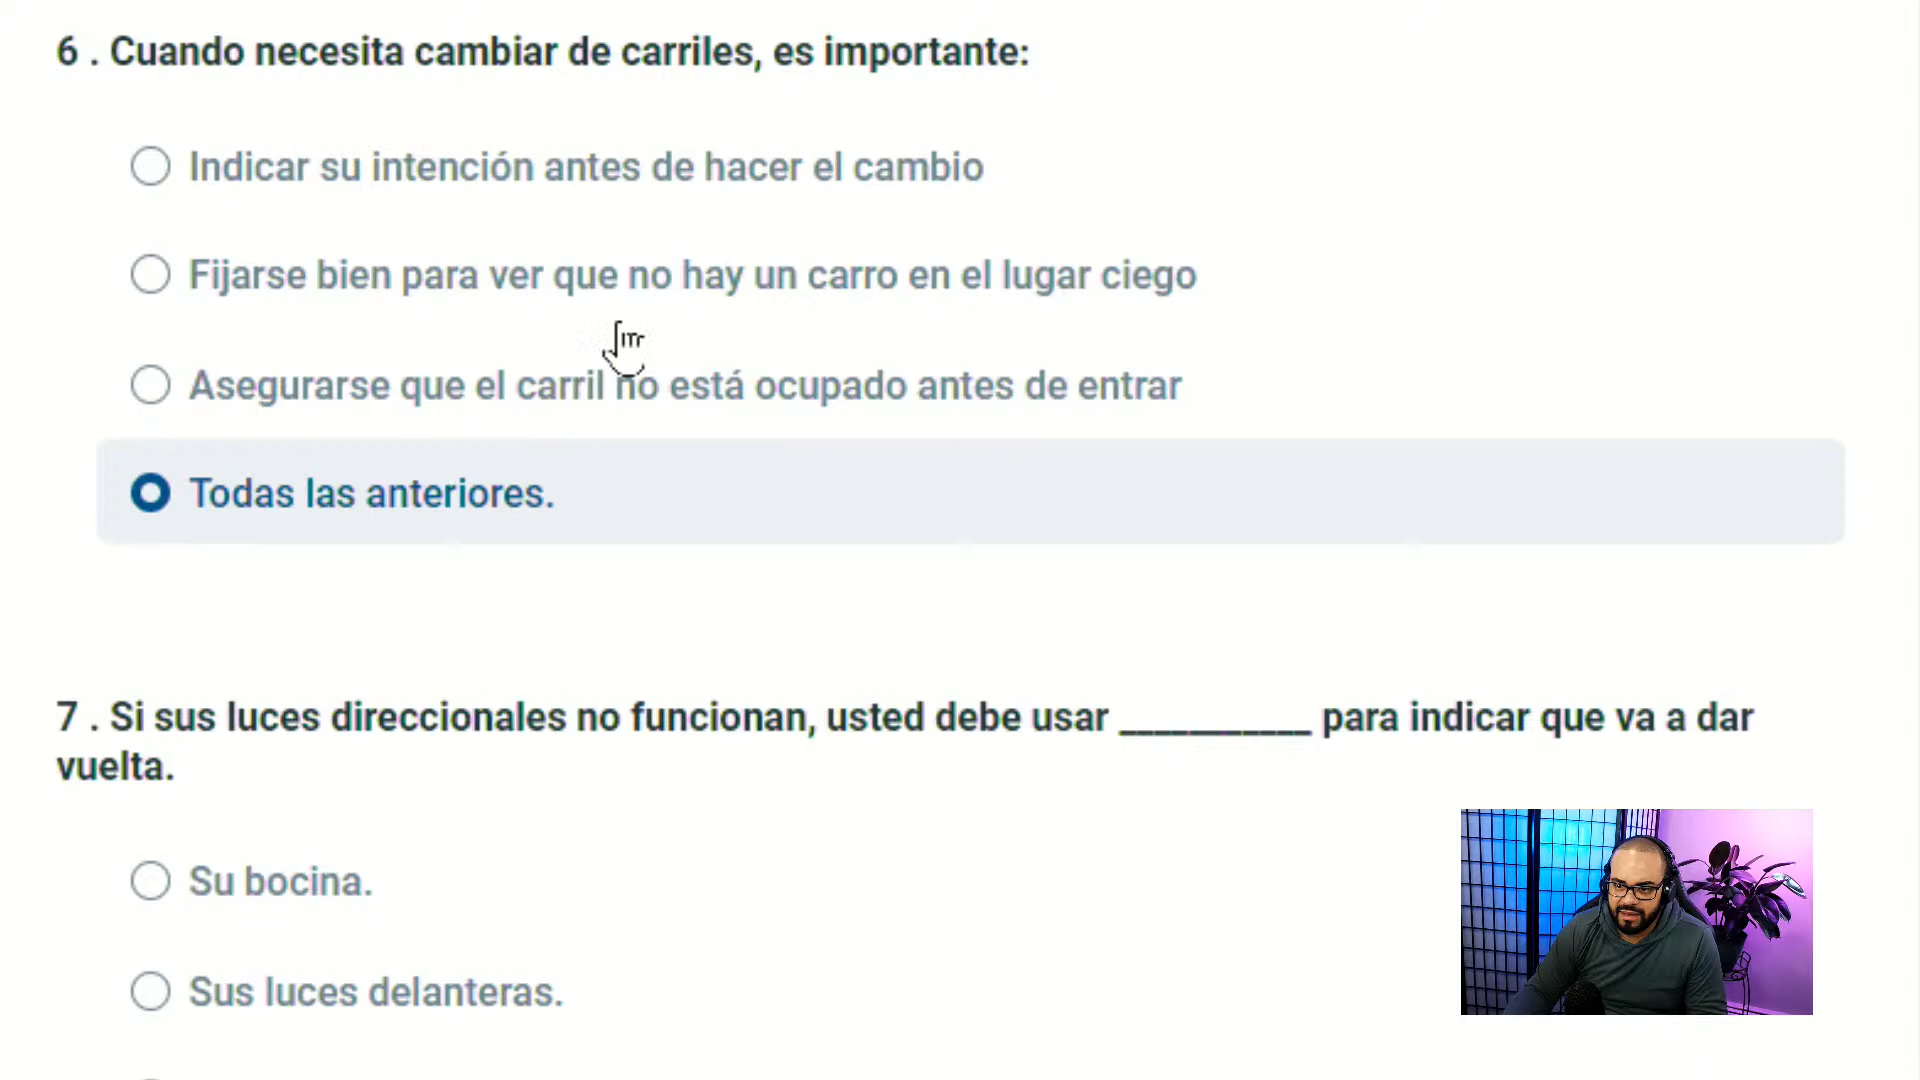 6 . Cuando necesita cambiar de carriles, es importante:
Indicar su intención antes de hacer el cambio
Fijarse bien para ver que no hay un carro en el lugar ciego
Asegurarse que el carril no está ocupado antes de entrar
Todas las anteriores.
7 . Si sus luces direccionales no funcionan, usted debe usar __________ para indicar que va a dar
vuelta.
Su bocina.
Sus luces delanteras.